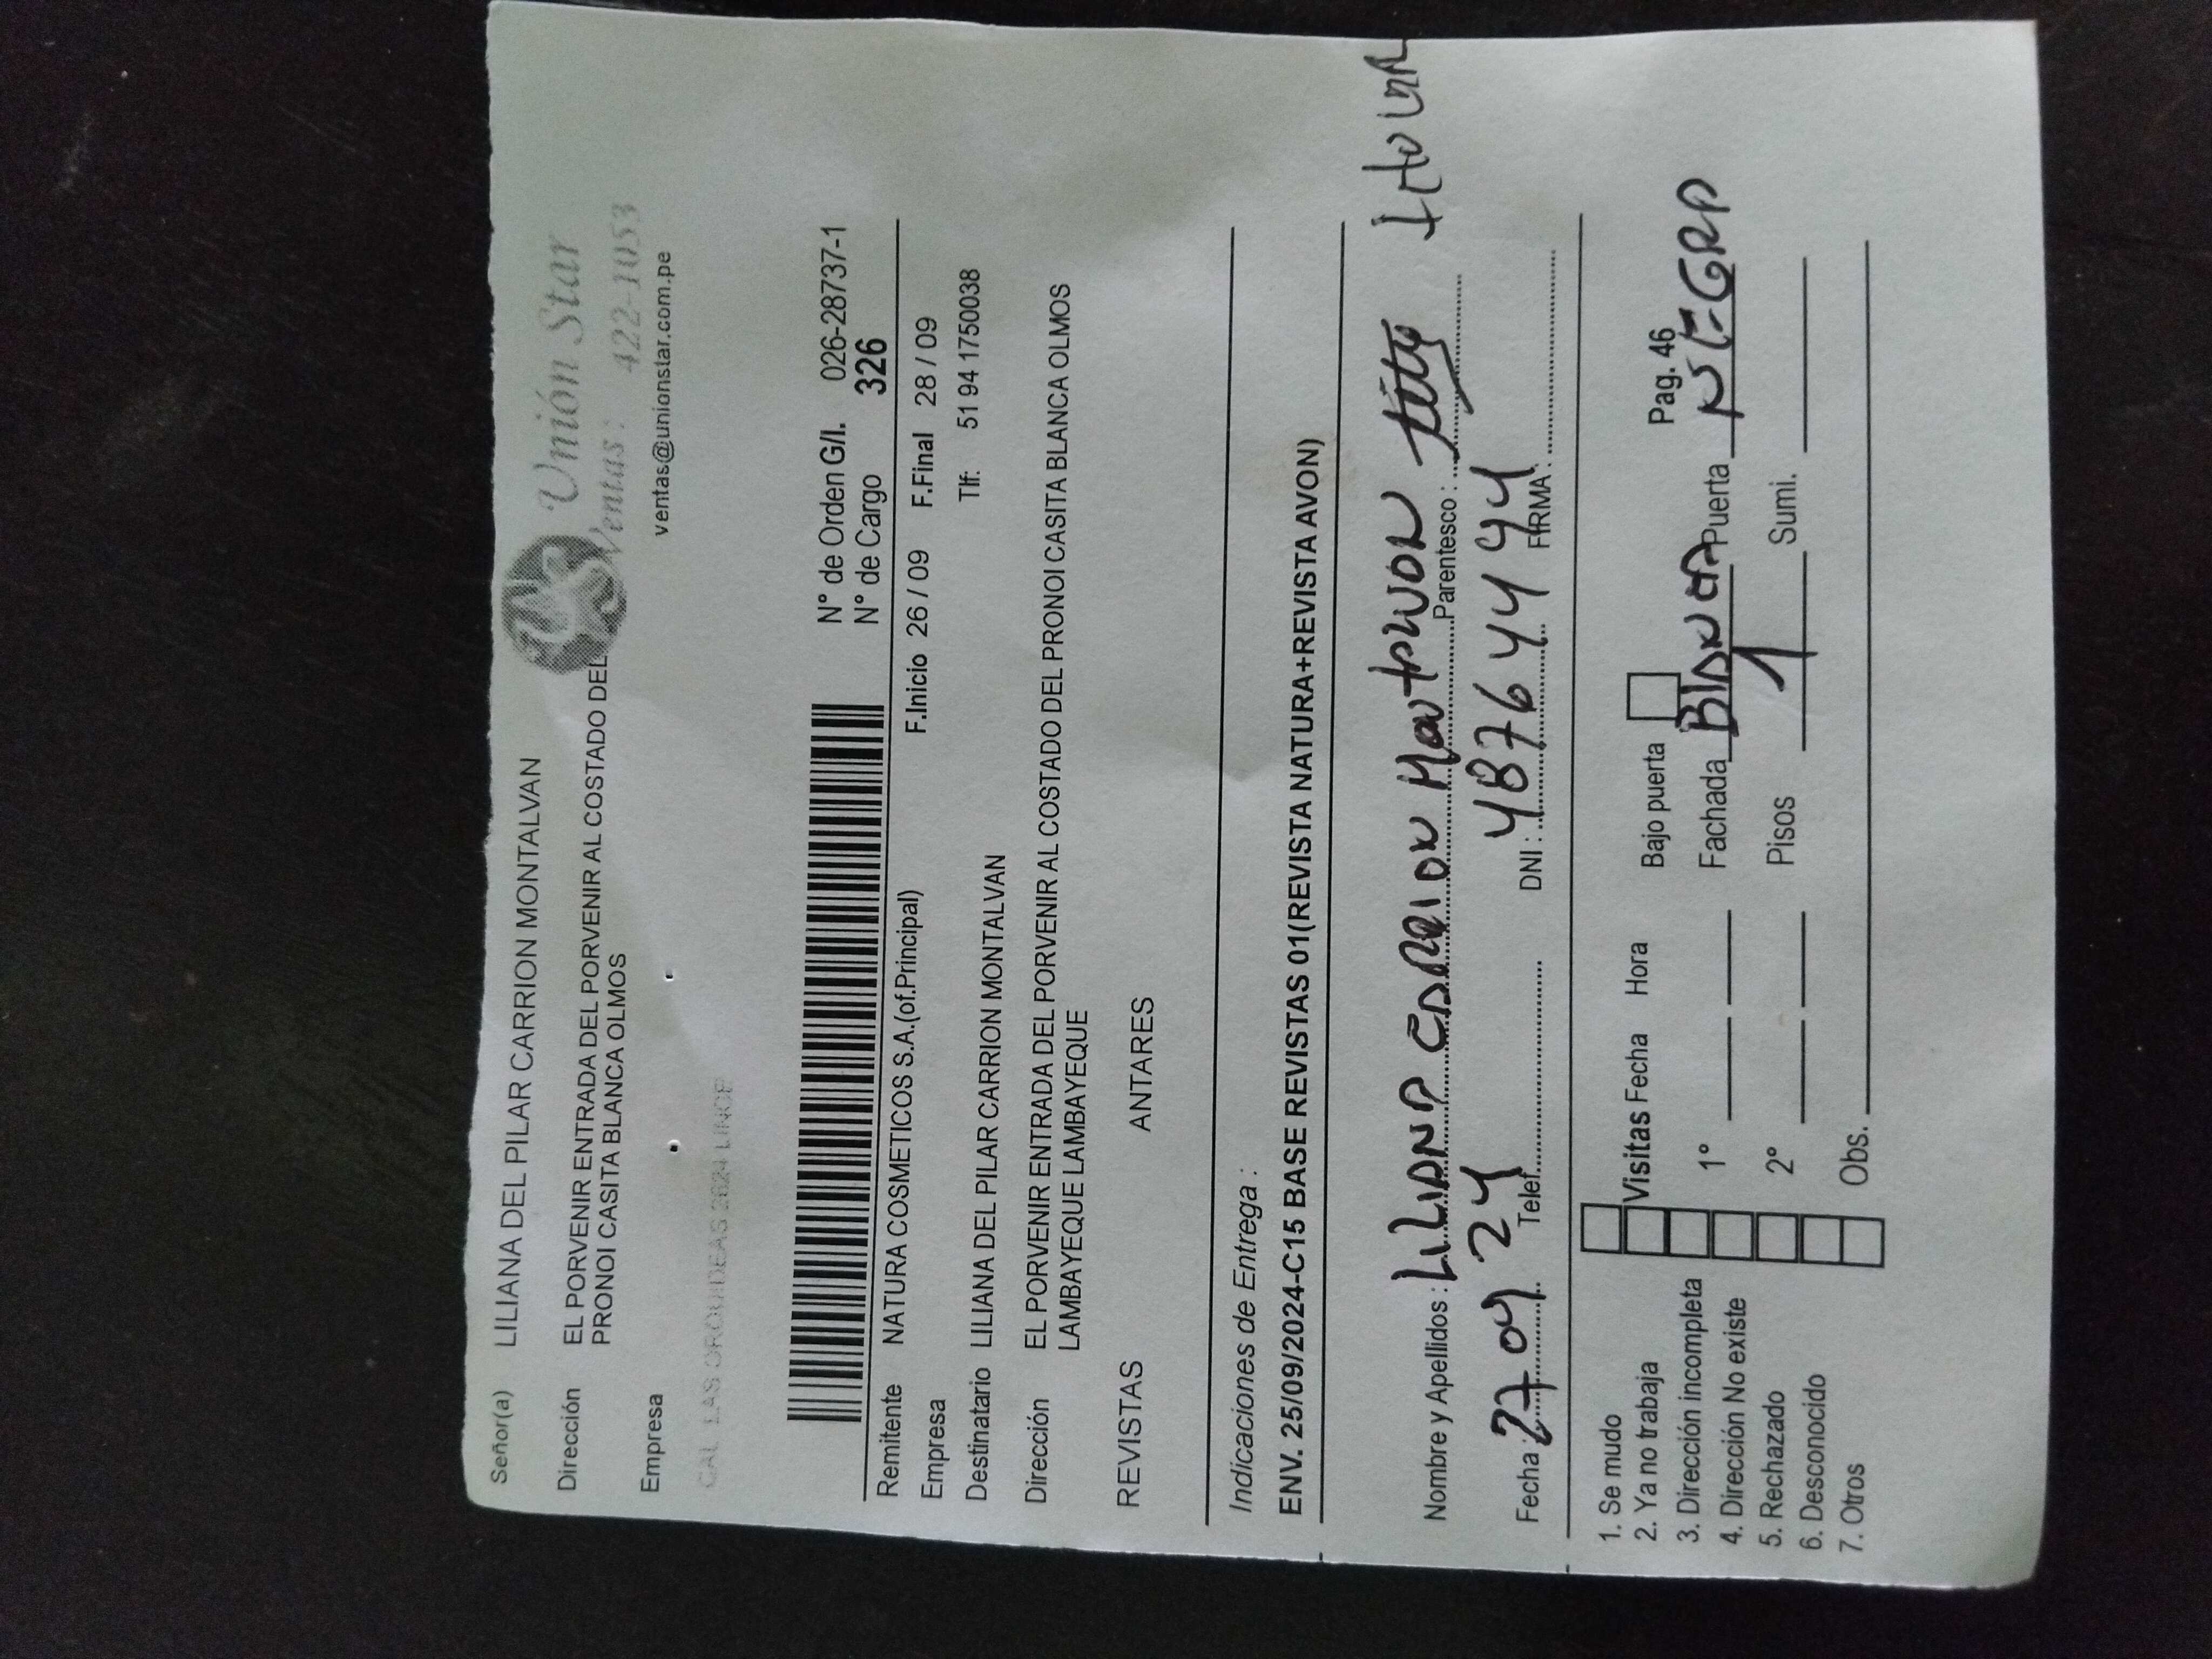 Señor(a) LILIANA DEL PILAR CARRION MONTALVAN
Unión Star
Ventas: 422-1053
ventas@unionstar.com.pe
Dirección EL PORVENIR ENTRADA DEL PORVENIR AL COSTADO DEL
PRONOI CASITA BLANCA OLMOS
Empresa
CAL. LAS ORQUIDEAS 2624 LINCE
N° de Orden G/I. 026-28737-1
N° de Cargo 326
Remitente NATURA COSMETICOS S.A.(of.Principal) F.Inicio 26 / 09 F.Final 28 / 09
Empresa
Destinatario LILIANA DEL PILAR CARRION MONTALVAN Tlf: 51 94 1750038
Dirección EL PORVENIR ENTRADA DEL PORVENIR AL COSTADO DEL PRONOI CASITA BLANCA OLMOS
LAMBAYEQUE LAMBAYEQUE
REVISTAS ANTARES
Indicaciones de Entrega :
ENV. 25/09/2024-C15 BASE REVISTAS 01(REVISTA NATURA+REVISTA AVON)
Nombre y Apellidos : LILIANA CARRION Parentesco : titular
Fecha : 27 09 24 Telef. DNI : 48764494 FIRMA :
1. Se mudo
2. Ya no trabaja
3. Dirección incompleta
4. Dirección No existe
5. Rechazado
6. Desconocido
7. Otros
Visitas Fecha Hora Bajo puerta Pag. 46
1° Fachada BLANCA Puerta NEGRA
2° Pisos 1 Sumi.
Obs.